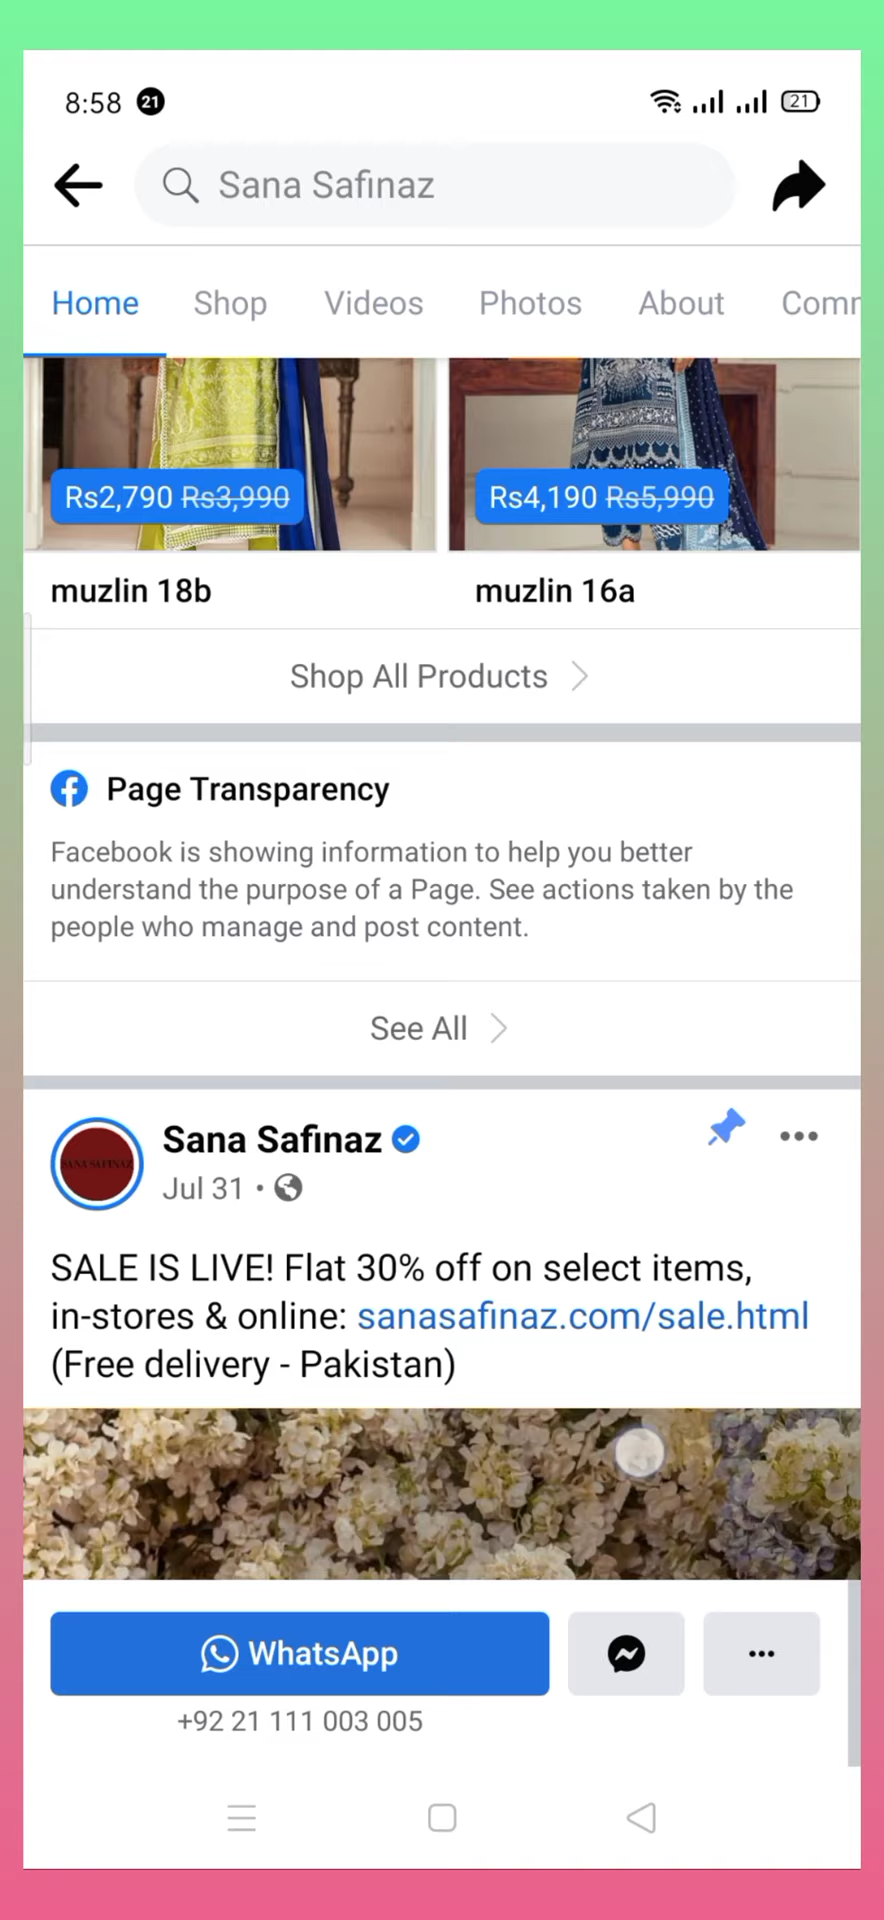 8:58 21
21
Sana Safinaz
Home Shop Videos Photos About Comm
Rs2,790 Rs3,990
Rs4,190 Rs5,990
muzlin 18b
muzlin 16a
Shop All Products
Page Transparency
Facebook is showing information to help you better
understand the purpose of a Page. See actions taken by the
people who manage and post content.
See All
Sana Safinaz
SANA SAFINAZ
Jul 31 •
SALE IS LIVE! Flat 30% off on select items,
in-stores & online: sanasafinaz.com/sale.html
(Free delivery - Pakistan)
WhatsApp
+92 21 111 003 005